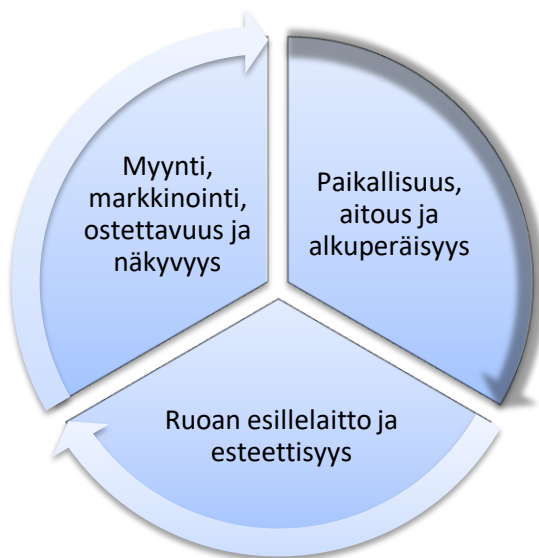 Myynti,
markkinointi,
ostettavuus ja
näkyvyys
Paikallisuus,
aitous ja
alkuperäisyys
Ruoan esillelaitto ja
esteettisyys